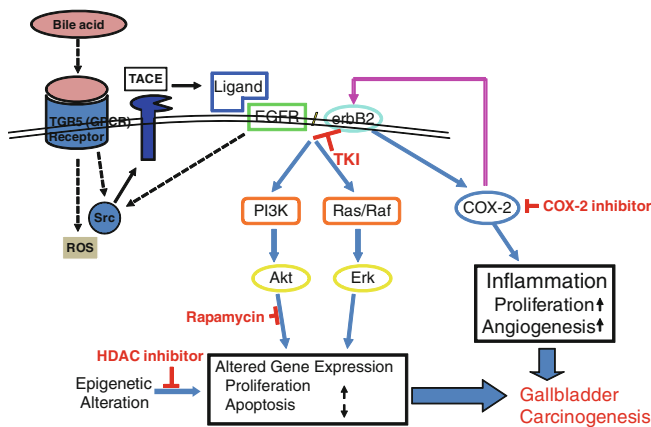 Bile acid
TACE
Ligand
TGR5 (GPCR)
Receptor
EGFR / erbB2
TKI
Src
ROS
PI3K
Ras/Raf
COX-2
COX-2 inhibitor
Akt
Erk
Inflammation
Proliferation
Angiogenesis
Rapamycin
HDAC inhibitor
Epigenetic
Alteration
Altered Gene Expression
Proliferation
Apoptosis
Gallbladder
Carcinogenesis